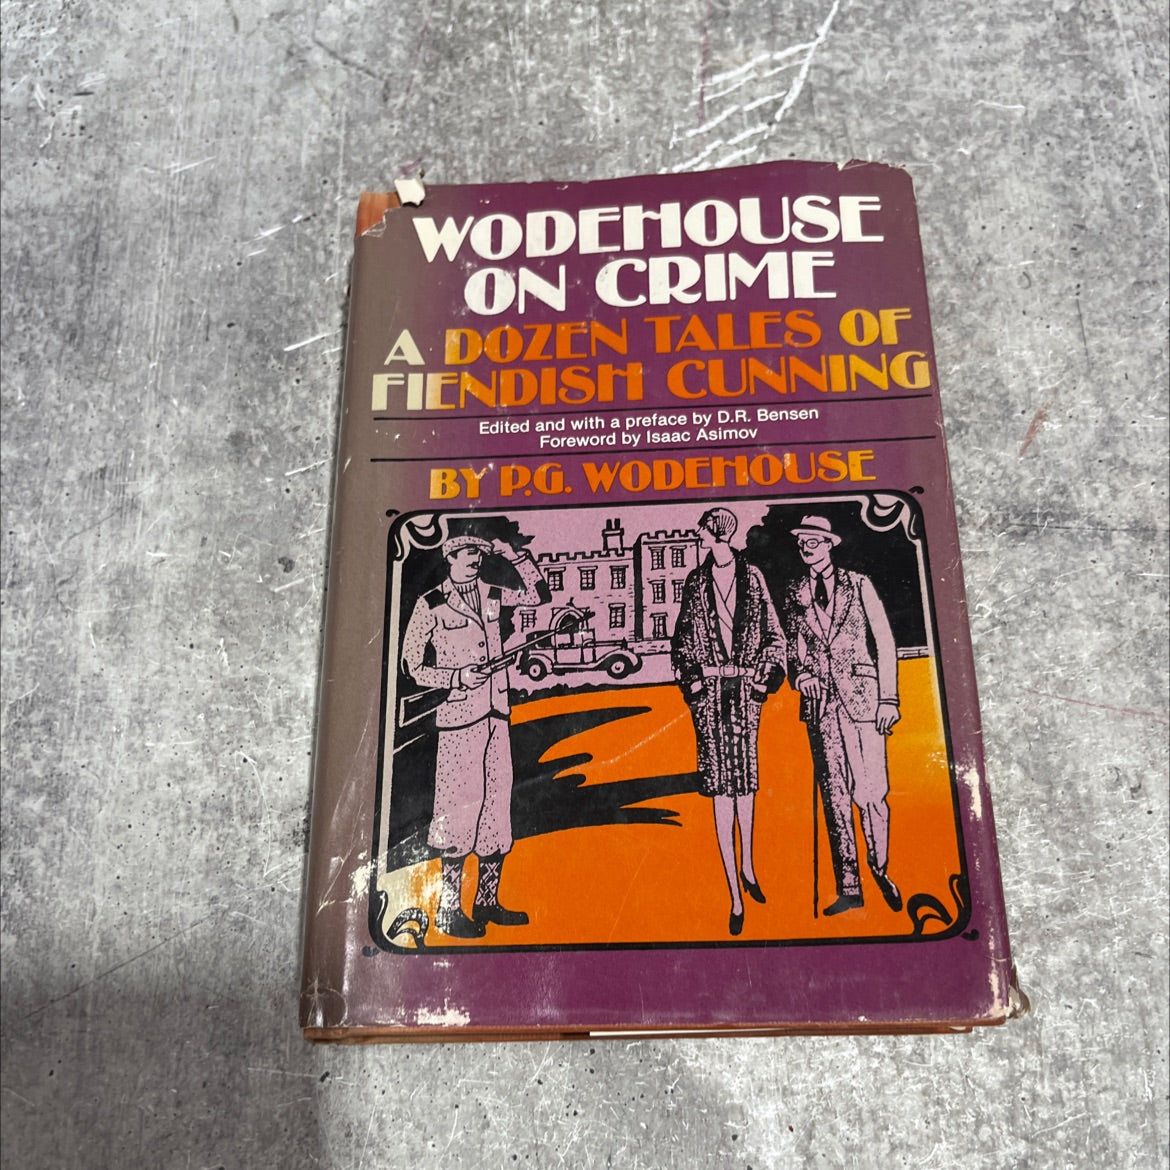 WODEHOUSE
ON CRIME
A DOZEN TALES OF
FIENDISH CUNNING
Edited and with a preface by D.R. Bensen
Foreword by Isaac Asimov
BY P.G. WODEHOUSE